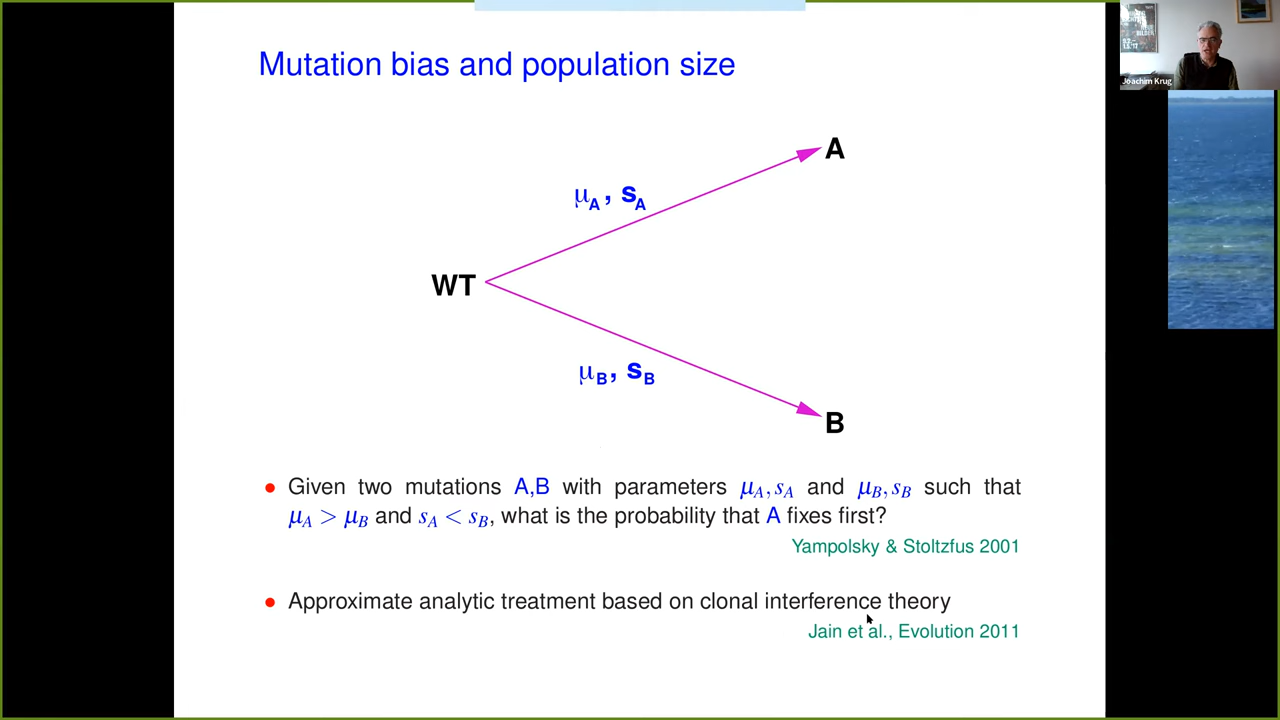 Mutation bias and population size
A
μA, sA
WT
μB, sB
B
• Given two mutations A,B with parameters μA,sA and μB,sB such that
μA > μB and sA < sB, what is the probability that A fixes first?
Yampolsky & Stoltzfus 2001
• Approximate analytic treatment based on clonal interference theory
Jain et al., Evolution 2011
Joachim Krug